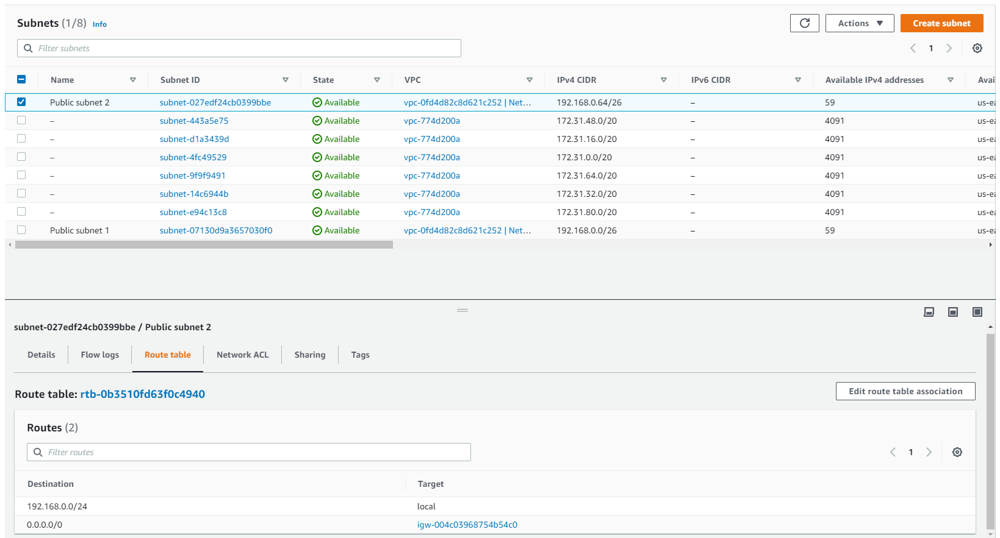 Subnets (1/8) Info
Actions Create subnet
Filter subnets
1
Name Subnet ID State VPC IPv4 CIDR IPv6 CIDR Available IPv4 addresses Avai
Public subnet 2 subnet-027edf24cb0399bbe Available vpc-0fd4d82c8d621c252 | Net... 192.168.0.64/26 – 59 us-ea
– subnet-443a5e75 Available vpc-774d200a 172.31.48.0/20 – 4091 us-ea
– subnet-d1a3439d Available vpc-774d200a 172.31.16.0/20 – 4091 us-ea
– subnet-4fc49529 Available vpc-774d200a 172.31.0.0/20 – 4091 us-ea
– subnet-9f9f9491 Available vpc-774d200a 172.31.64.0/20 – 4091 us-ea
– subnet-14c6944b Available vpc-774d200a 172.31.32.0/20 – 4091 us-ea
– subnet-e94c13c8 Available vpc-774d200a 172.31.80.0/20 – 4091 us-ea
Public subnet 1 subnet-07130d9a3657030f0 Available vpc-0fd4d82c8d621c252 | Net... 192.168.0.0/26 – 59 us-ea
subnet-027edf24cb0399bbe / Public subnet 2
Details Flow logs Route table Network ACL Sharing Tags
Route table: rtb-0b3510fd63f0c4940 Edit route table association
Routes (2)
Filter routes
1
Destination Target
192.168.0.0/24 local
0.0.0.0/0 igw-004c03968754b54c0